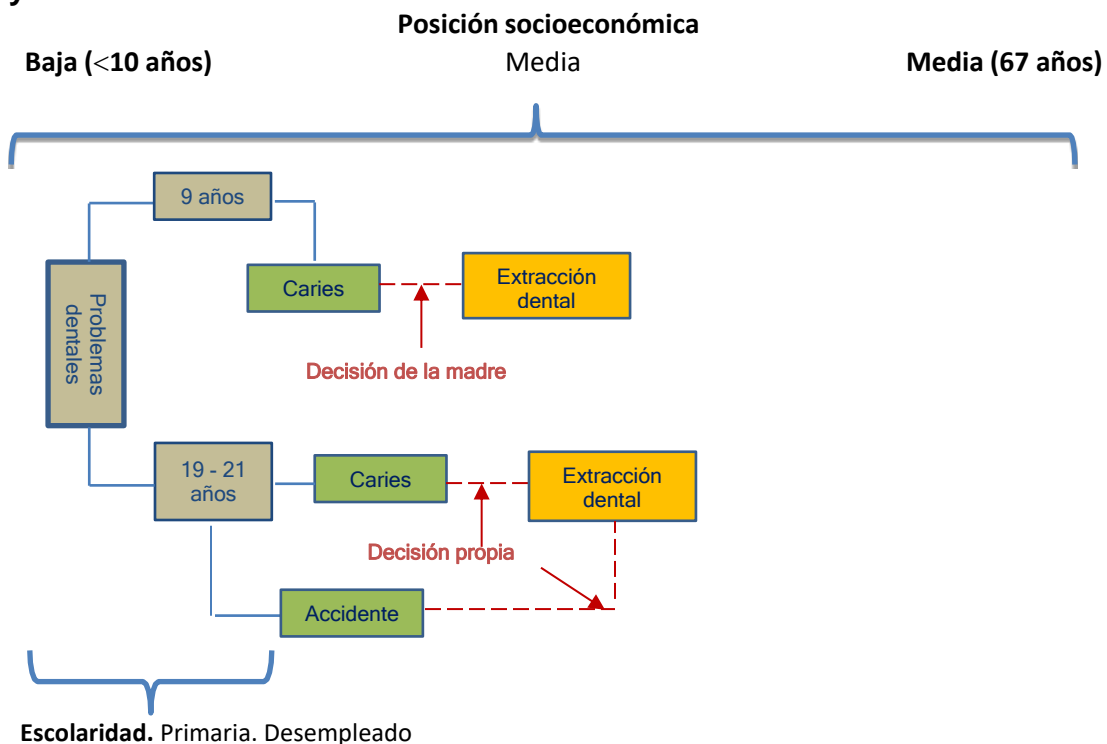 y
Posición socioeconómica
Baja (<10 años) Media Media (67 años)
9 años
Caries
Extracción
dental
Problemas
dentales
Decisión de la madre
19 - 21
años
Caries
Extracción
dental
Decisión propia
Accidente
Escolaridad. Primaria. Desempleado